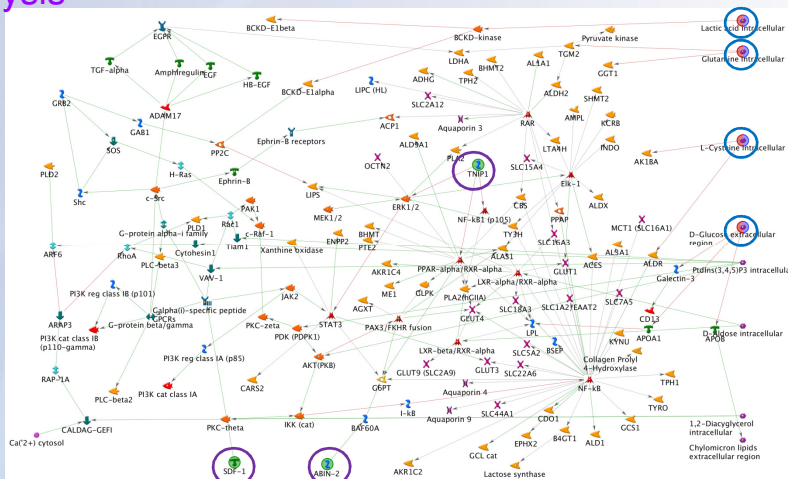 ysis
EGPR
BCKD-E1beta
BCKD-kinase
Pyruvate kinase
Lactic acid intracellular
TGF-alpha
Amphiregulin
EGF
HB-EGF
LDHA
BHMT2
AL1A1
TGM2
GGT1
Glutamine intracellular
GRB2
ADAM17
BCKD-E1alpha
LIPC (HL)
ADHG
TPH2
SLC2A12
ALDH2
SHMT2
GAB1
SOS
PP2C
Ephrin-B receptors
ACP1
Aquaporin 3
RAR
AMPL
KCRB
ALD9A1
LTA4H
INDO
L-Cystine intracellular
PLD2
H-Ras
Ephrin-B
OCTN2
PLA2
TNIP1
SLC15A4
Elk-1
AK1BA
Shc
c-Src
PAK1
LIPS
MEK1/2
ERK1/2
NF-kB1 (p105)
CBS
PPAP
ALDX
G-protein alpha-i family
PLD1
Rac1
c-Raf-1
BHMT
TY3H
SLC16A3
MCT1 (SLC16A1)
D-Glucose extracellular
region
ARF6
RhoA
Cytohesin1
Tiam1
Xanthine oxidase
ENPP2
PTE2
ALAS1
AL3A1
PLC-beta3
VAV-1
AKR1C4
PPAR-alpha/RXR-alpha
GLUT1
ACES
ALDR
Galectin-3
PtdIns(3,4,5)P3 intracellular
PI3K reg class IB (p101)
JAK2
ME1
GLPK
LXR-alpha/RXR-alpha
PLA2(hGIIA)
SLC1A2/EAAT2
SLC7A5
Galpha(i)-specific peptide
GPCRs
AGXT
GLUT4
SLC18A3
CD13
ARAP3
G-protein beta/gamma
PKC-zeta
STAT3
PAX3/FKHR fusion
LPL
KYNU
APOA1
APOB
D-Aldose intracellular
PI3K cat class IB
(p110-gamma)
PDK (PDPK1)
LXR-beta/RXR-alpha
SLC5A2
BSEP
Collagen Prolyl
4-Hydroxylase
PI3K reg class IA (p85)
AKT(PKB)
GLUT9 (SLC2A9)
GLUT3
SLC22A6
RAP-1A
CARS2
G6PT
NF-kB
TPH1
PLC-beta2
PI3K cat class IA
Aquaporin 4
I-kB
SLC44A1
TYRO
PKC-theta
IKK (cat)
BAF60A
Aquaporin 9
CDO1
GCS1
CALDAG-GEFI
Ca('2+) cytosol
EPHX2
B4GT1
ALD1
1,2-Diacylglycerol
intracellular
SDF-1
ABIN-2
AKR1C2
GCL cat
Lactose synthase
Chylomicron lipids
extracellular region